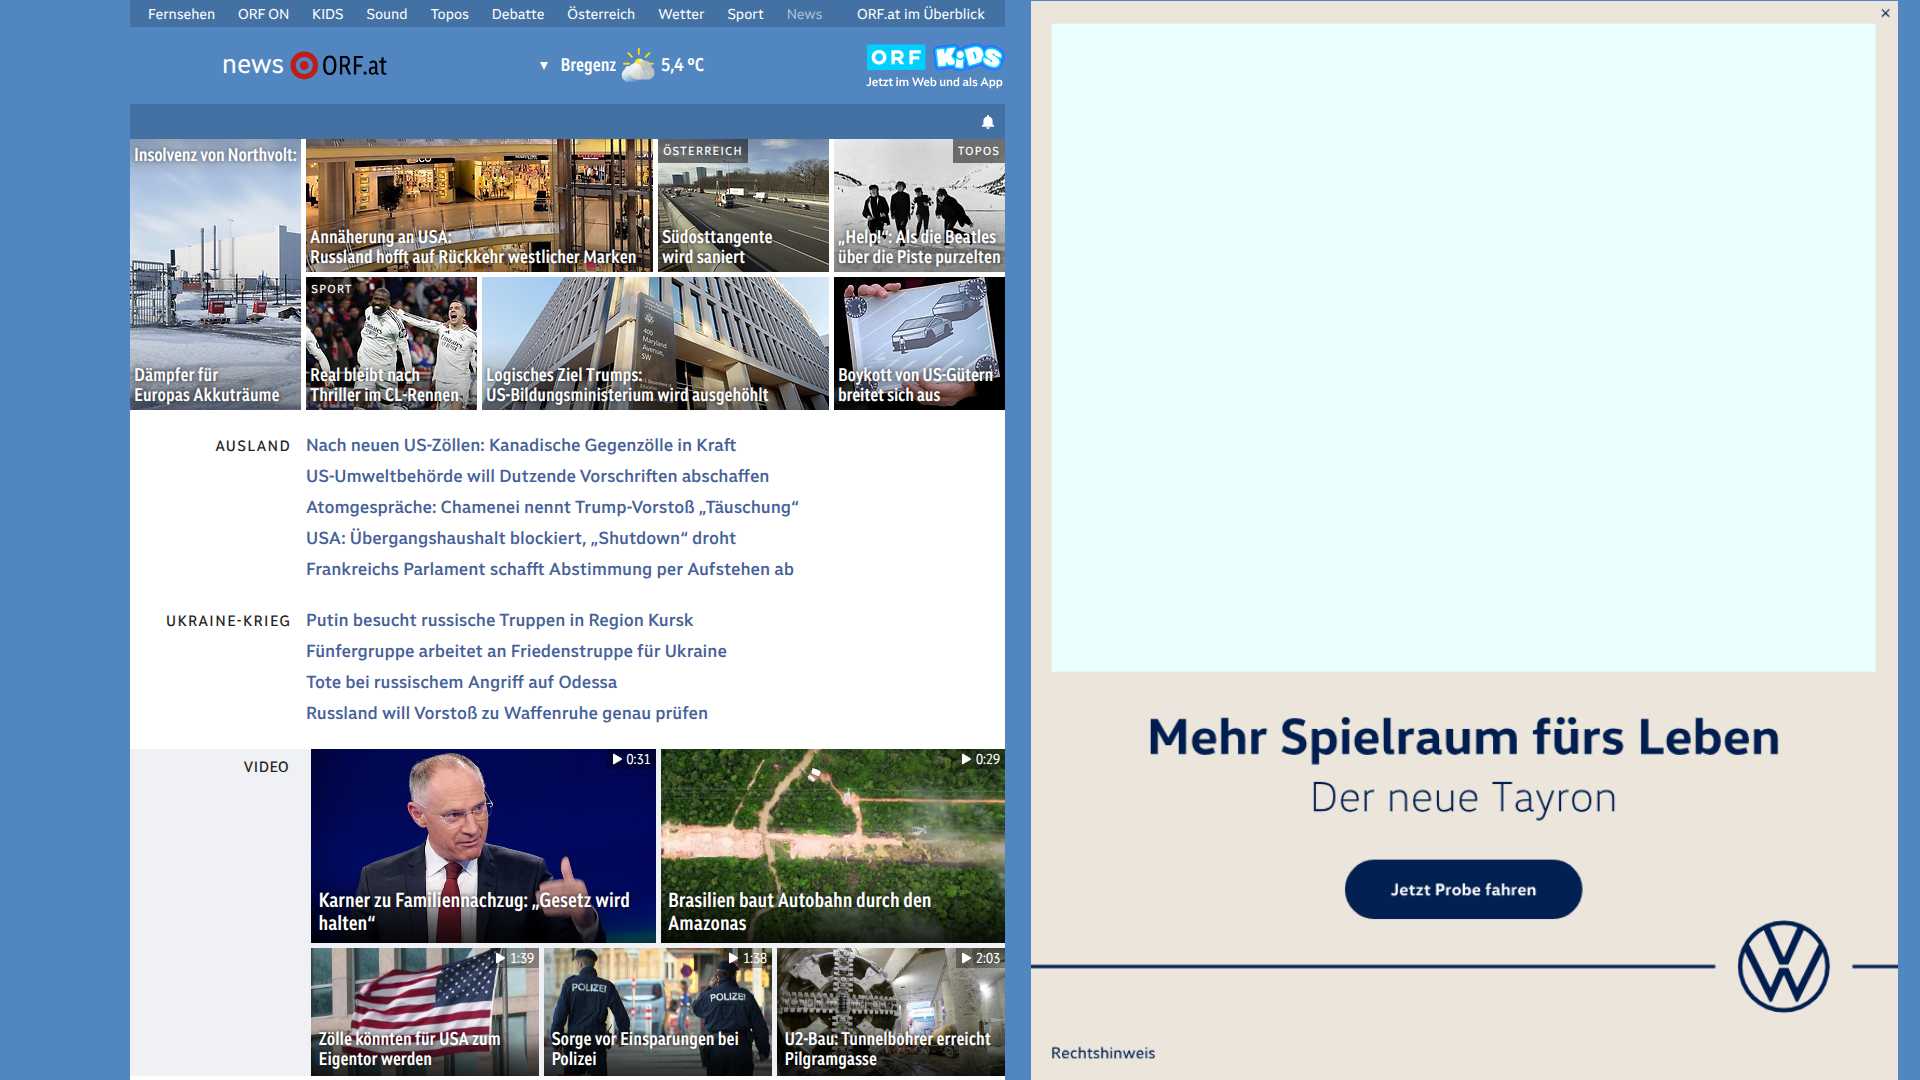 Fernsehen ORF ON KIDS Sound Topos Debatte Österreich Wetter Sport News ORF.at im Überblick
×
news ORF.at
▼ Bregenz 5,4 °C
ORF KiDS
Jetzt im Web und als App
Insolvenz von Northvolt:
Dämpfer für
Europas Akkuträume
Annäherung an USA:
Russland hofft auf Rückkehr westlicher Marken
ÖSTERREICH
Südosttangente
wird saniert
TOPOS
„Help!“: Als die Beatles
über die Piste purzelten
SPORT
Real bleibt nach
Thriller im CL-Rennen
400
Maryland
Avenue,
SW
Logisches Ziel Trumps:
US-Bildungsministerium wird ausgehöhlt
Boykott von US-Gütern
breitet sich aus
AUSLAND
Nach neuen US-Zöllen: Kanadische Gegenzölle in Kraft
US-Umweltbehörde will Dutzende Vorschriften abschaffen
Atomgespräche: Chamenei nennt Trump-Vorstoß „Täuschung“
USA: Übergangshaushalt blockiert, „Shutdown“ droht
Frankreichs Parlament schafft Abstimmung per Aufstehen ab
UKRAINE-KRIEG
Putin besucht russische Truppen in Region Kursk
Fünfergruppe arbeitet an Friedenstruppe für Ukraine
Tote bei russischem Angriff auf Odessa
Russland will Vorstoß zu Waffenruhe genau prüfen
VIDEO
0:31
Karner zu Familiennachzug: „Gesetz wird
halten“
0:29
Brasilien baut Autobahn durch den
Amazonas
1:39
Zölle könnten für USA zum
Eigentor werden
1:38
POLIZEI
POLIZEI
Sorge vor Einsparungen bei
Polizei
2:03
U2-Bau: Tunnelbohrer erreicht
Pilgramgasse
Mehr Spielraum fürs Leben
Der neue Tayron
Jetzt Probe fahren
Rechtshinweis